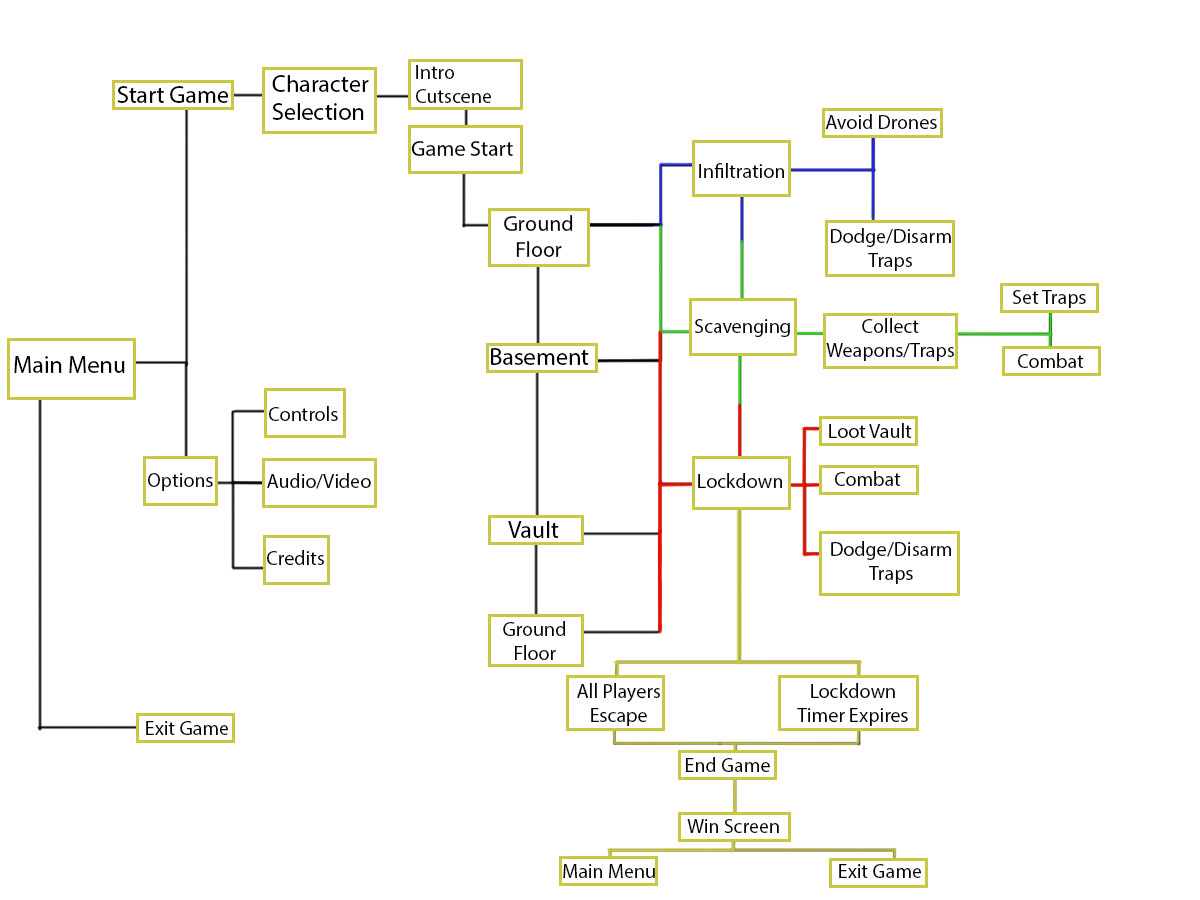 Start Game
Character
Selection
Intro
Cutscene
Game Start
Ground
Floor
Infiltration
Avoid Drones
Dodge/Disarm
Traps
Scavenging
Collect
Weapons/Traps
Set Traps
Combat
Main Menu
Basement
Controls
Options
Audio/Video
Credits
Lockdown
Loot Vault
Combat
Dodge/Disarm
Traps
Vault
Ground
Floor
All Players
Escape
Lockdown
Timer Expires
Exit Game
End Game
Win Screen
Main Menu
Exit Game